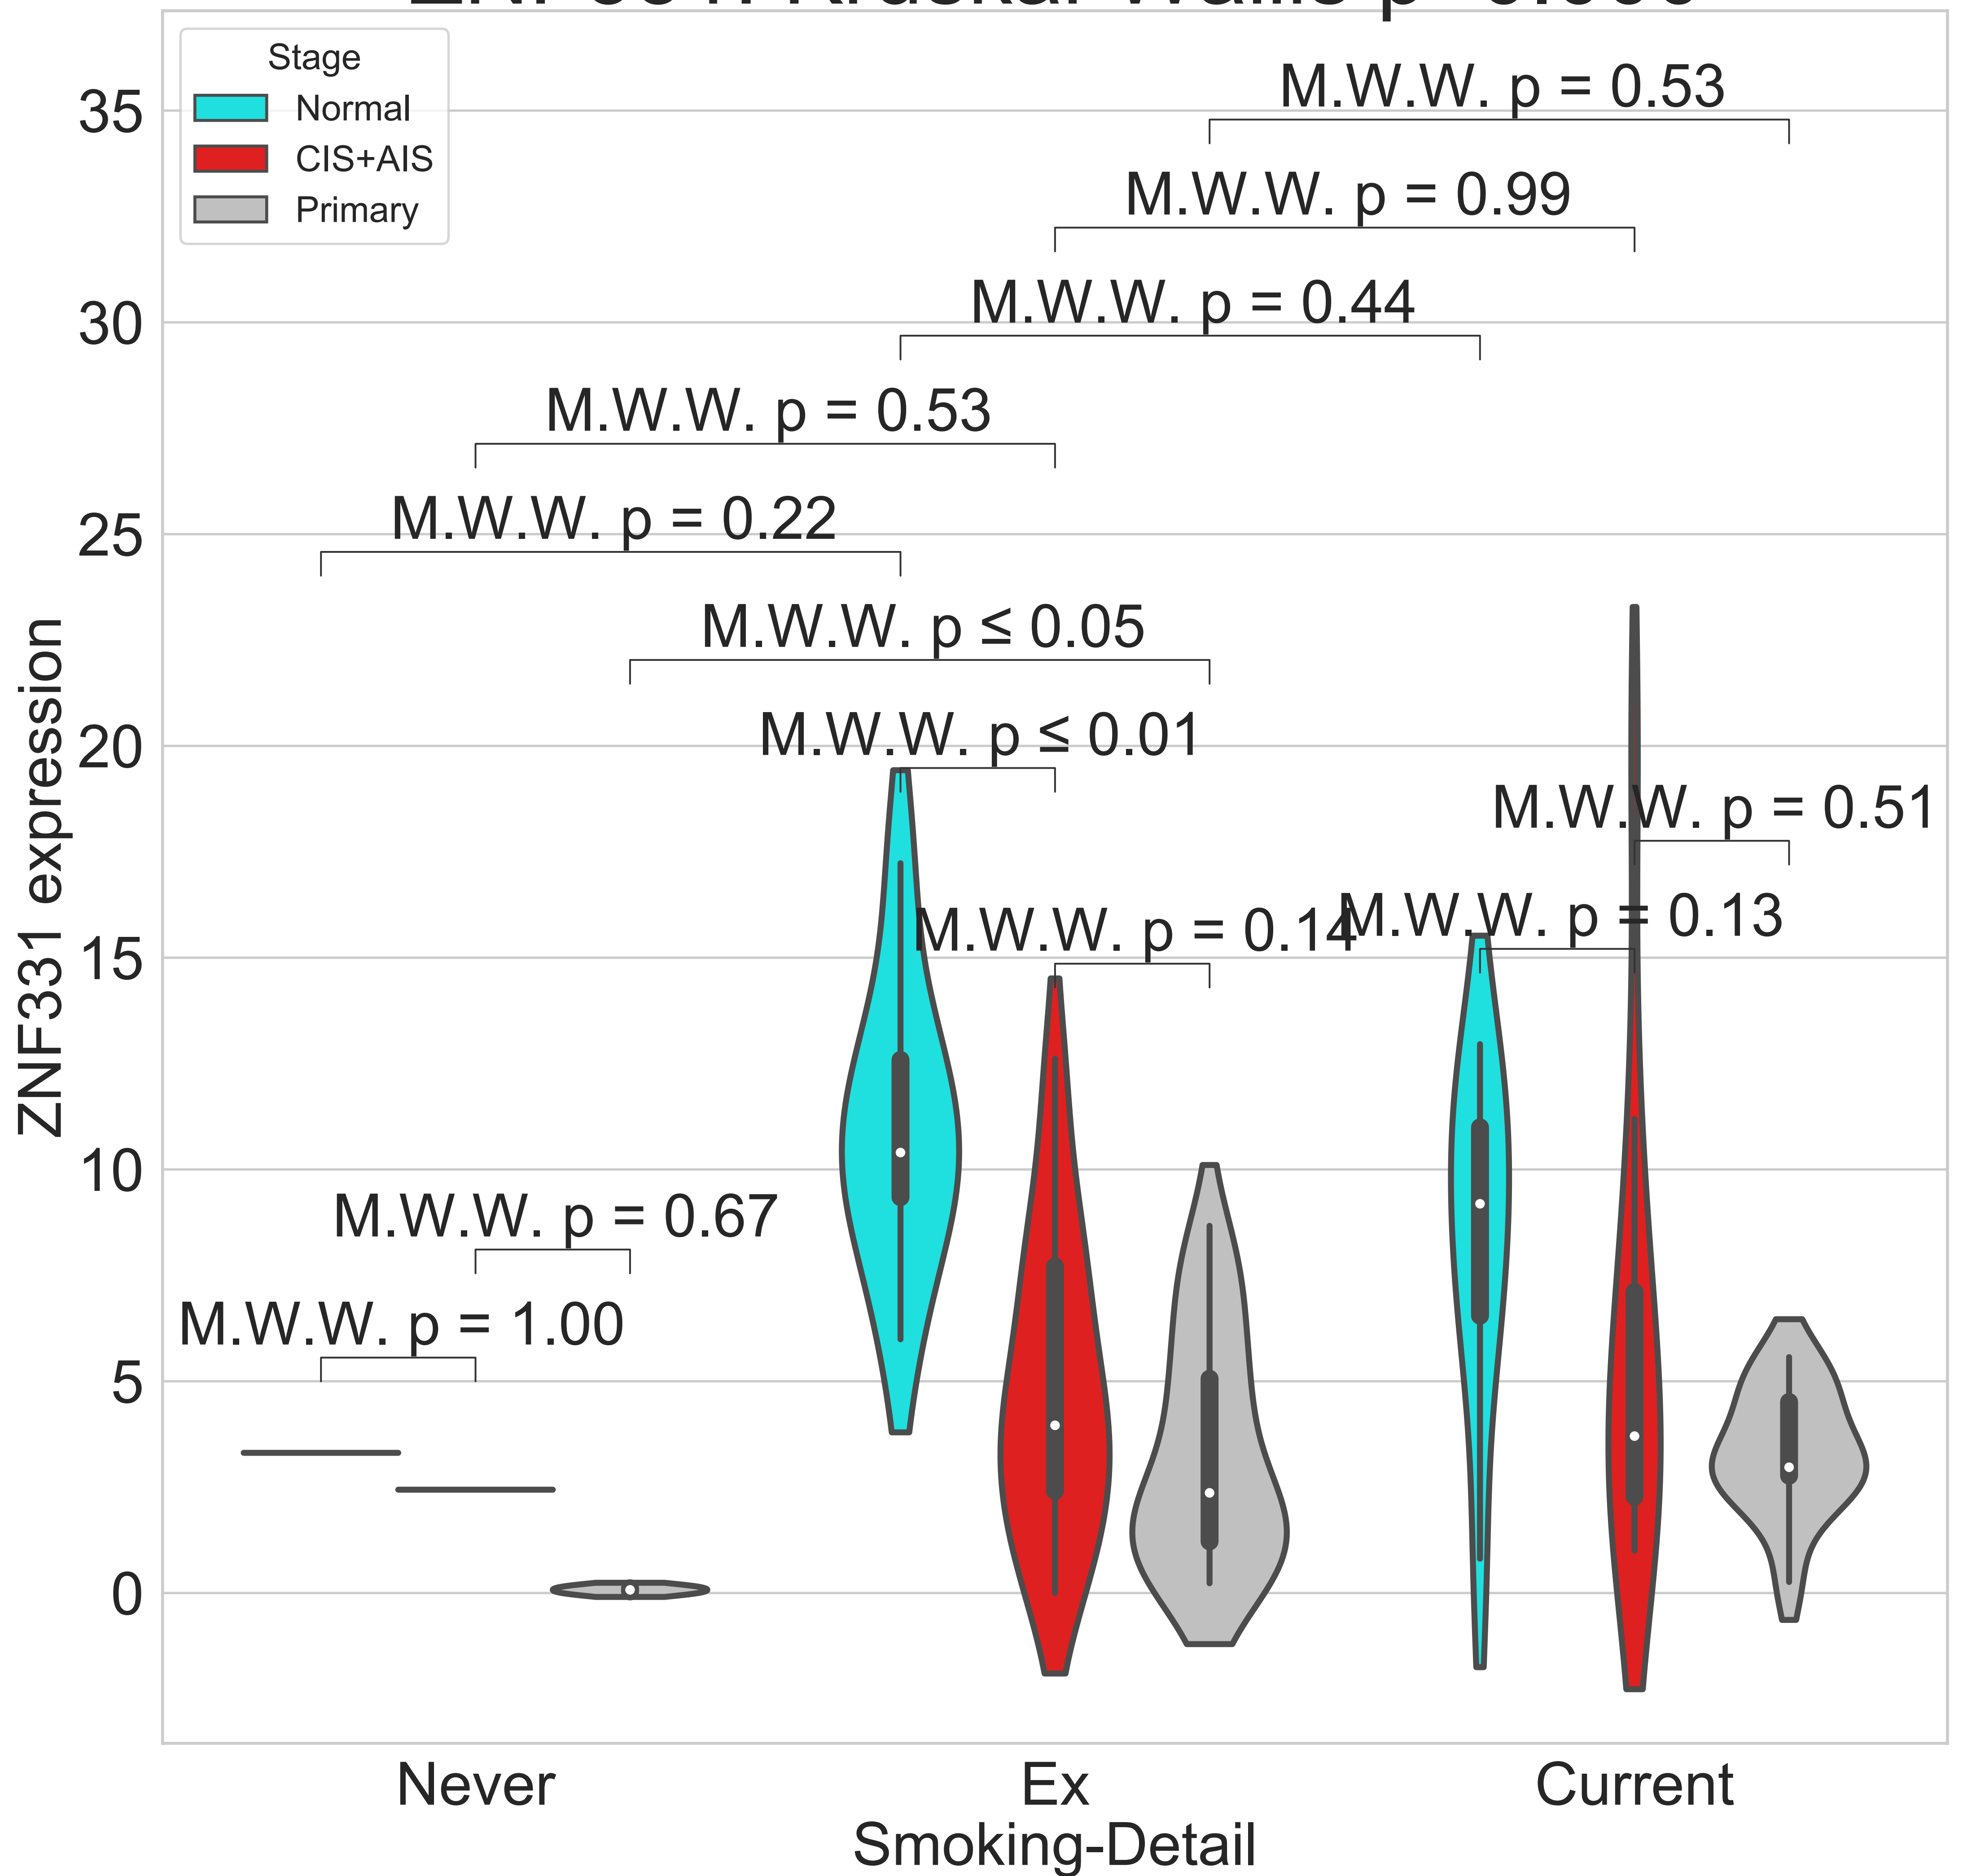 Stage
Normal
CIS+AIS
Primary
M.W.W. p = 0.53
M.W.W. p = 0.99
M.W.W. p = 0.44
M.W.W. p = 0.53
M.W.W. p = 0.22
M.W.W. p ≤ 0.05
M.W.W. p ≤ 0.01
M.W.W. p = 0.51
M.W.W. p = 0.14
M.W.W. p = 0.13
M.W.W. p = 0.67
M.W.W. p = 1.00
ZNF331 expression
35
30
25
20
15
10
5
0
Never
Ex
Current
Smoking-Detail